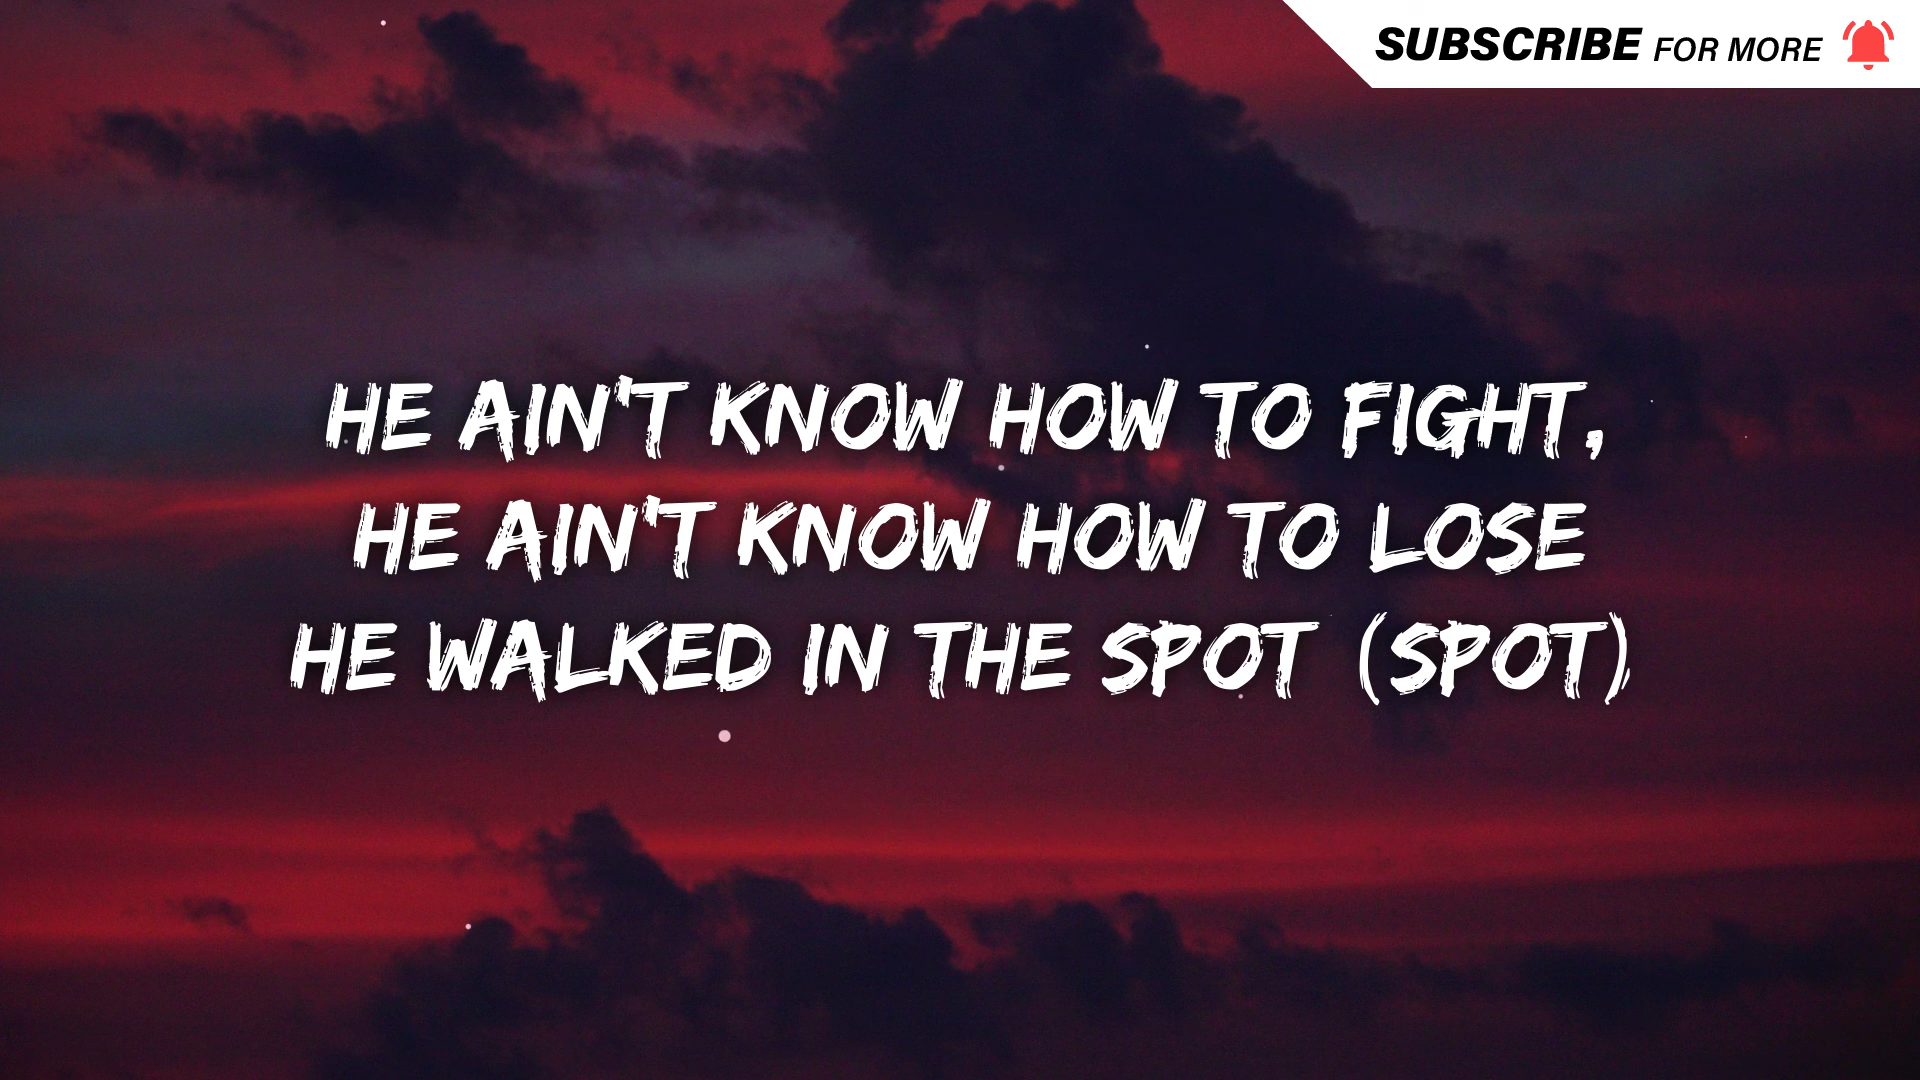 SUBSCRIBE FOR MORE
HE AIN'T KNOW HOW TO FIGHT,
HE AIN'T KNOW HOW TO LOSE
HE WALKED IN THE SPOT (SPOT)